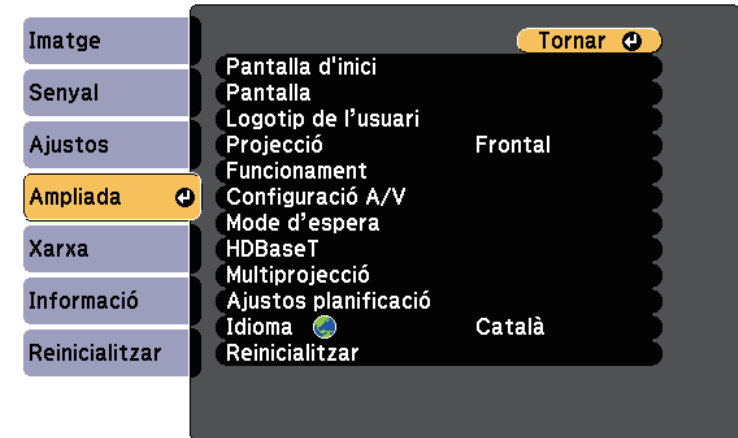 Imatge
Senyal
Ajustos
Ampliada
Xarxa
Informació
Reinicialitzar
Tornar
Pantalla d'inici
Pantalla
Logotip de l’usuari
Projecció Frontal
Funcionament
Configuració A/V
Mode d’espera
HDBaseT
Multiprojecció
Ajustos planificació
Idioma Català
Reinicialitzar